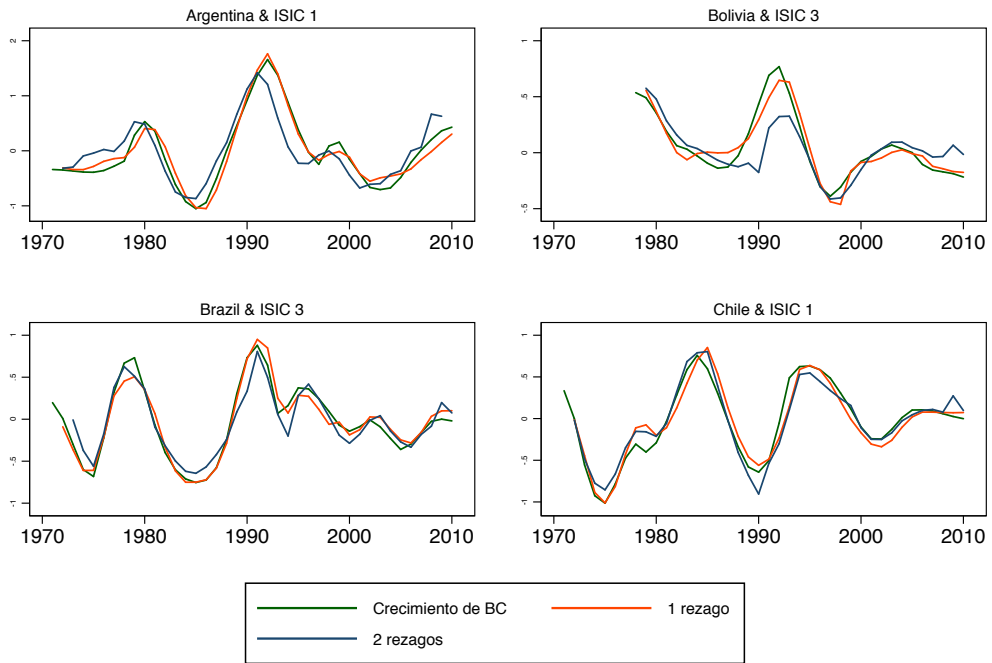 Argentina & ISIC 1
2
1
0
-1
1970 1980 1990 2000 2010
Bolivia & ISIC 3
1
.5
0
-.5
1970 1980 1990 2000 2010
Brazil & ISIC 3
1
.5
0
-.5
-1
1970 1980 1990 2000 2010
Chile & ISIC 1
1
.5
0
-.5
-1
1970 1980 1990 2000 2010
Crecimiento de BC 1 rezago
2 rezagos